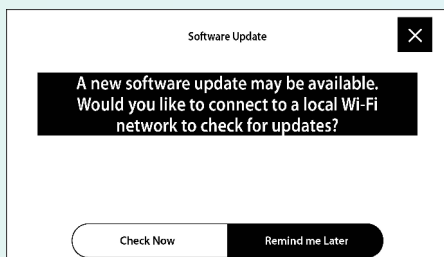 Software Update
A new software update may be available.
Would you like to connect to a local Wi-Fi
network to check for updates?
Check Now
Remind me Later